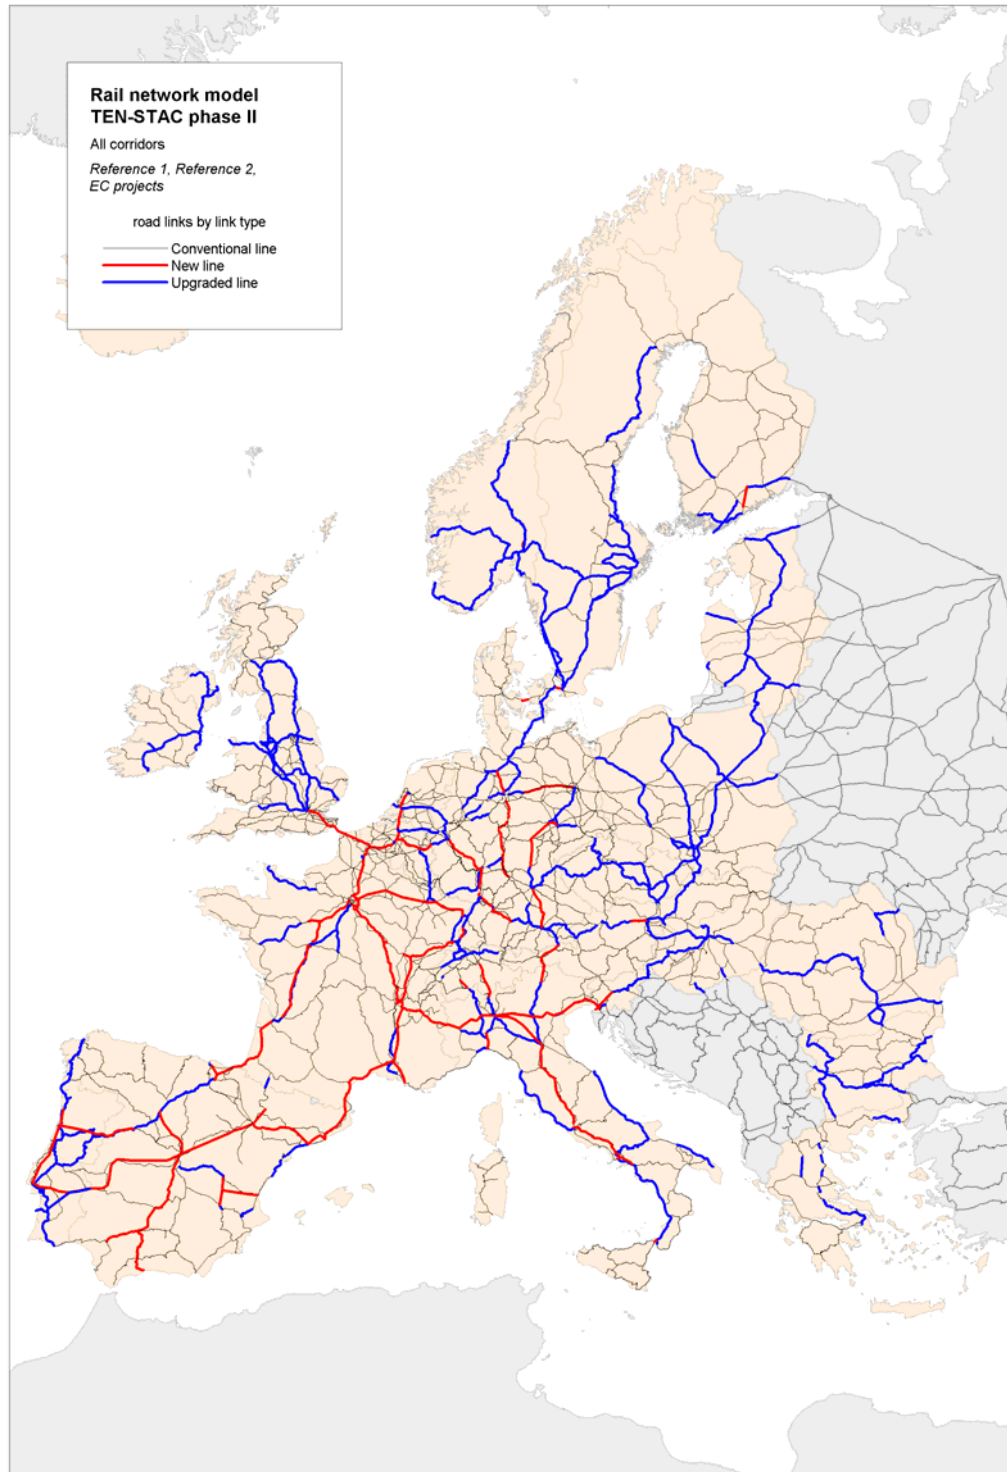 Rail network model
TEN-STAC phase II
All corridors
Reference 1, Reference 2,
EC projects
road links by link type
Conventional line
New line
Upgraded line